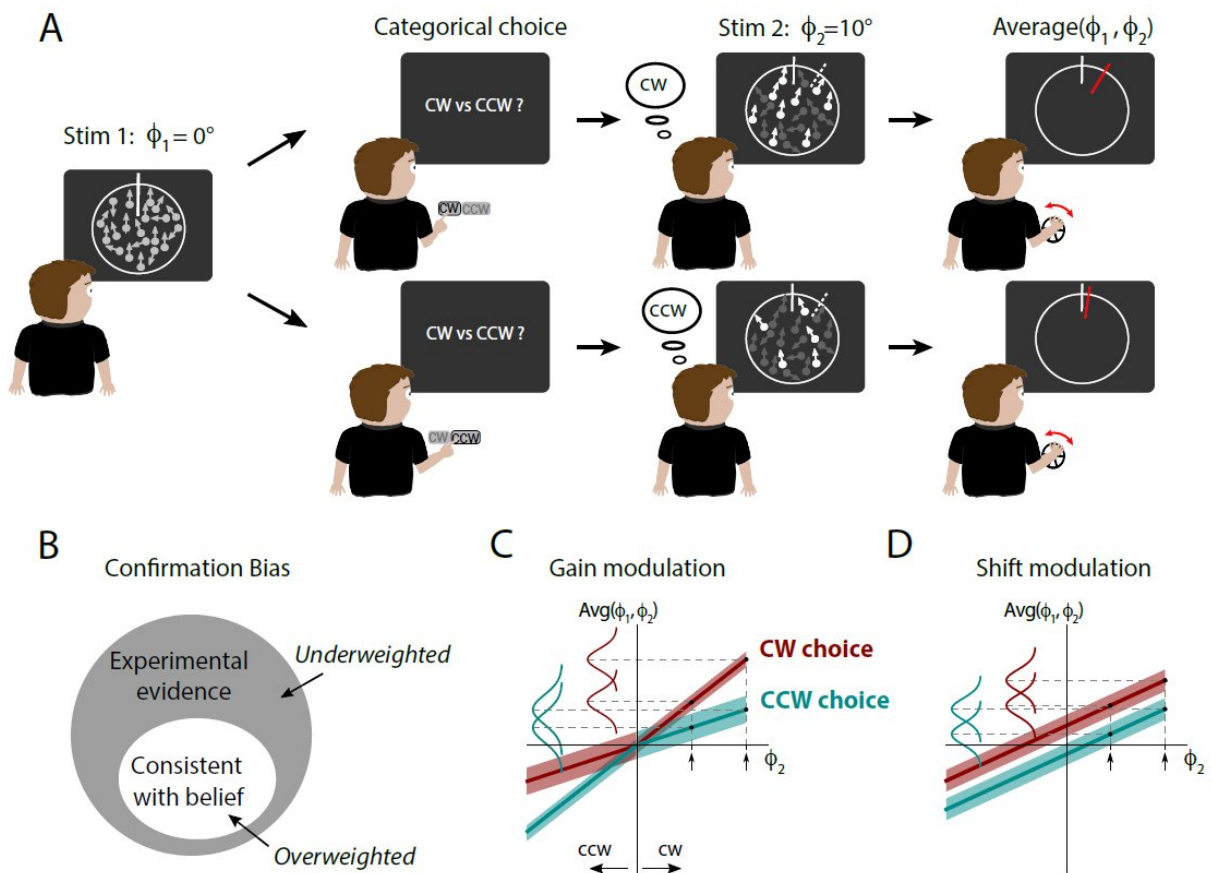 A
Categorical choice
Stim 2: ϕ2=10°
Average(ϕ1, ϕ2)
Stim 1: ϕ1= 0°
CW vs CCW ?
CW CCW
CW
CW vs CCW ?
CW CCW
CCW
B
Confirmation Bias
Experimental
evidence
Underweighted
Consistent
with belief
Overweighted
C
Gain modulation
Avg(ϕ1, ϕ2)
CW choice
CCW choice
ϕ2
CCW
CW
D
Shift modulation
Avg(ϕ1, ϕ2)
ϕ2